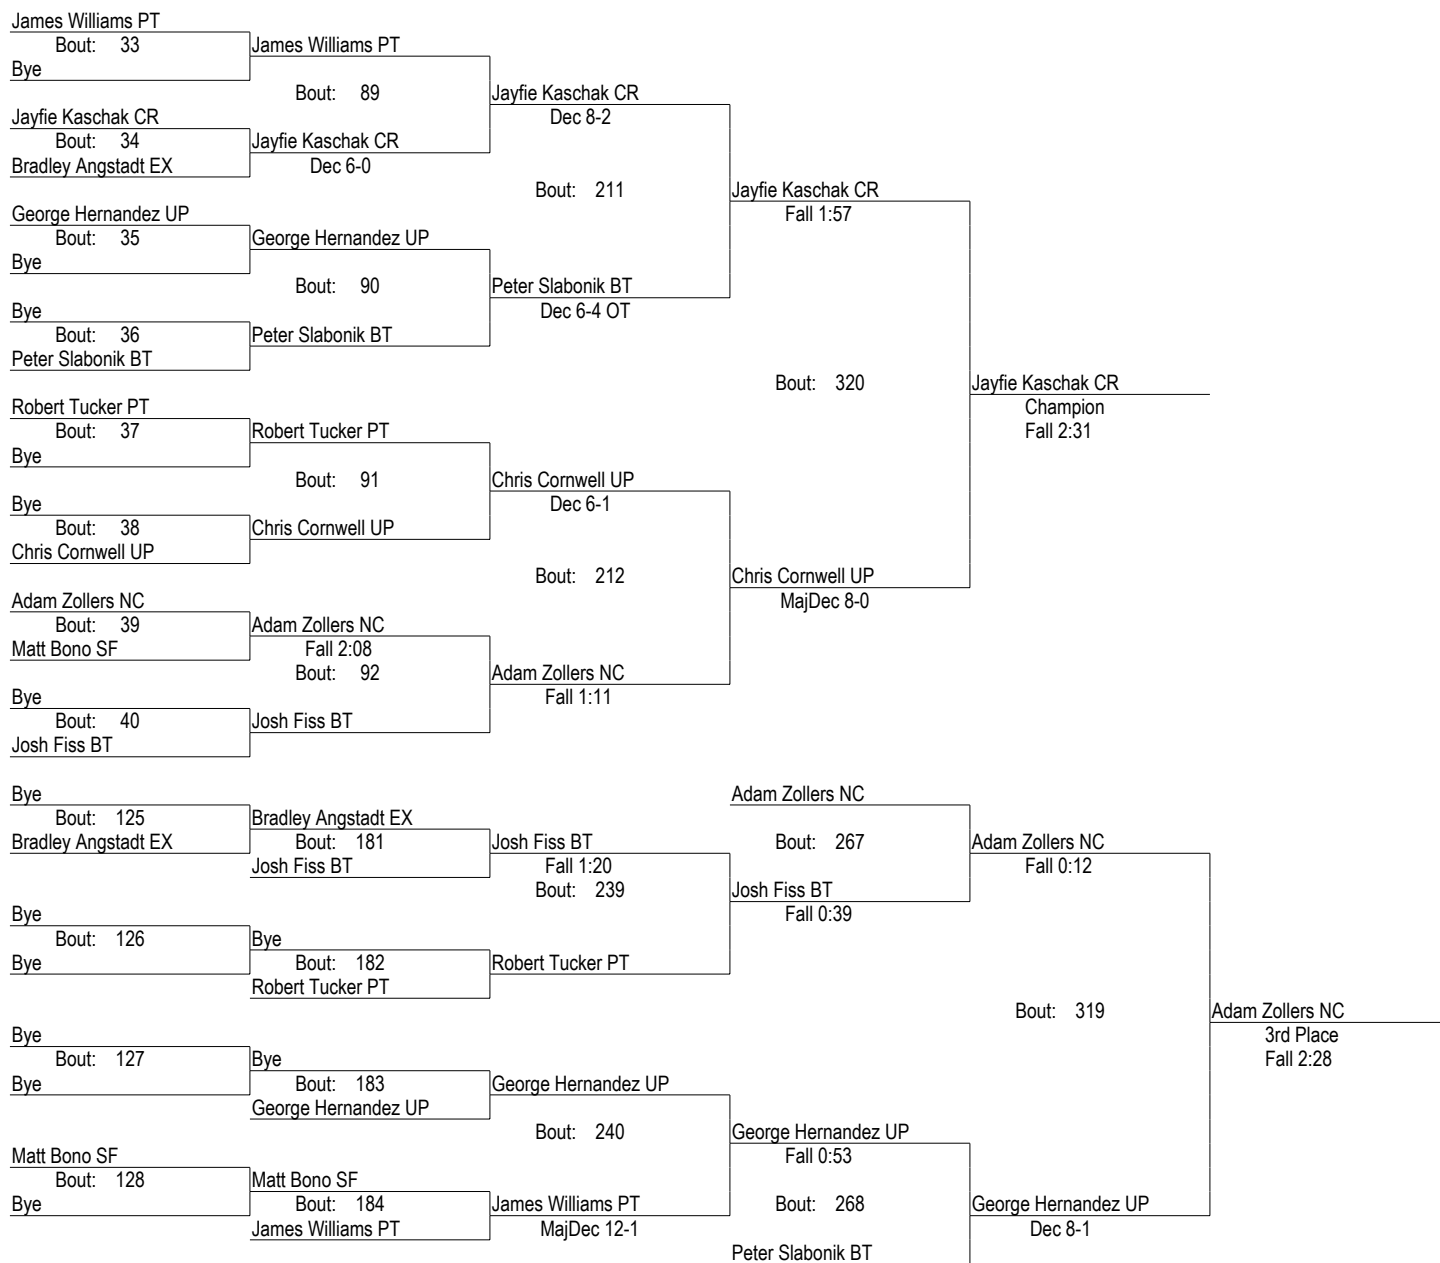 James Williams PT
Bout: 33
James Williams PT
Bye
Bout: 89
Jayfie Kaschak CR
Dec 8-2
Jayfie Kaschak CR
Bout: 34
Jayfie Kaschak CR
Bradley Angstadt EX
Dec 6-0
Bout: 211
Jayfie Kaschak CR
Fall 1:57
George Hernandez UP
Bout: 35
George Hernandez UP
Bye
Bout: 90
Peter Slabonik BT
Dec 6-4 OT
Bye
Bout: 36
Peter Slabonik BT
Peter Slabonik BT
Bout: 320
Jayfie Kaschak CR
Champion
Fall 2:31
Robert Tucker PT
Bout: 37
Robert Tucker PT
Bye
Bout: 91
Chris Cornwell UP
Dec 6-1
Bye
Bout: 38
Chris Cornwell UP
Chris Cornwell UP
Bout: 212
Chris Cornwell UP
MajDec 8-0
Adam Zollers NC
Bout: 39
Adam Zollers NC
Matt Bono SF
Fall 2:08
Bout: 92
Adam Zollers NC
Fall 1:11
Bye
Bout: 40
Josh Fiss BT
Josh Fiss BT
Bye
Adam Zollers NC
Bout: 125
Bradley Angstadt EX
Bradley Angstadt EX
Bout: 181
Josh Fiss BT
Bout: 267
Adam Zollers NC
Josh Fiss BT
Fall 1:20
Fall 0:12
Bout: 239
Josh Fiss BT
Fall 0:39
Bye
Bout: 126
Bye
Bye
Bout: 182
Robert Tucker PT
Robert Tucker PT
Bout: 319
Adam Zollers NC
3rd Place
Fall 2:28
Bye
Bout: 127
Bye
Bye
Bout: 183
George Hernandez UP
George Hernandez UP
Bout: 240
George Hernandez UP
Fall 0:53
Matt Bono SF
Bout: 128
Matt Bono SF
Bye
Bout: 184
James Williams PT
Bout: 268
George Hernandez UP
James Williams PT
MajDec 12-1
Dec 8-1
Peter Slabonik BT